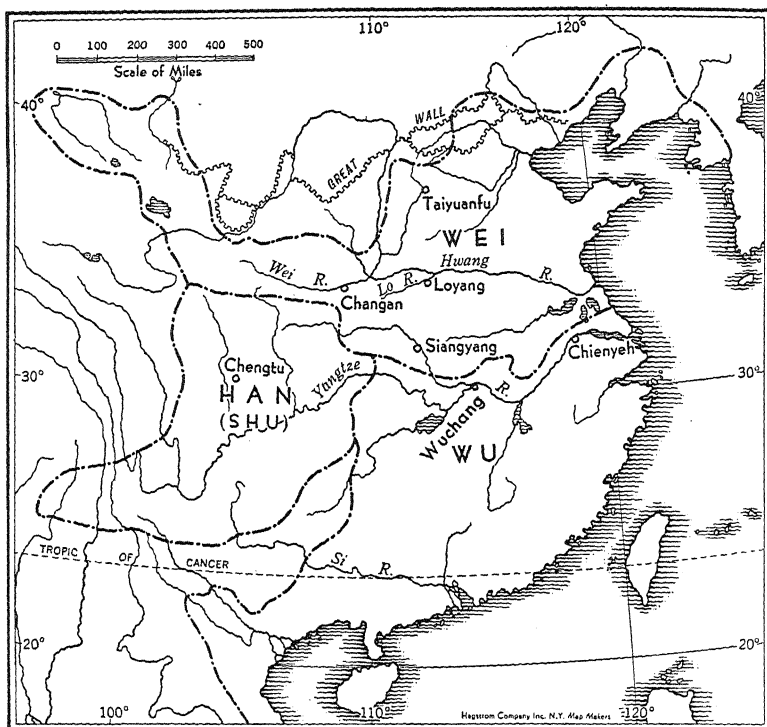 110°
120°
0 100 200 300 400 500
Scale of Miles
40°
40°
GREAT WALL
Taiyuanfu
WEI
Wei R.
Lo R.
Hwang R.
Changan
Loyang
Siangyang
Chienyeh
Chengtu
HAN
(SHU)
Yangtze R.
Wuchang
WU
30°
30°
Si R.
TROPIC OF CANCER
20°
20°
100°
110°
120°
Hagstrom Company Inc. N.Y. Map Makers